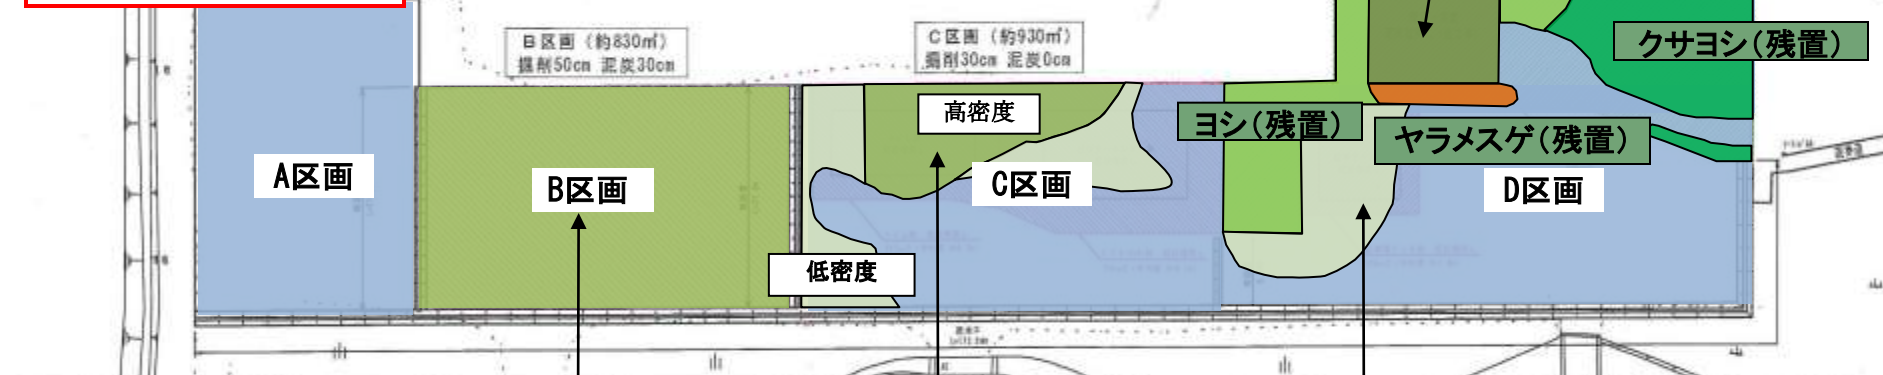 B区画(約830㎡)
掘削50cm 泥炭30cm
C区画(約930㎡)
掘削30cm 泥炭0cm
クサヨシ(残置)
高密度
ヨシ(残置)
ヤラメスゲ(残置)
A区画
B区画
C区画
D区画
低密度